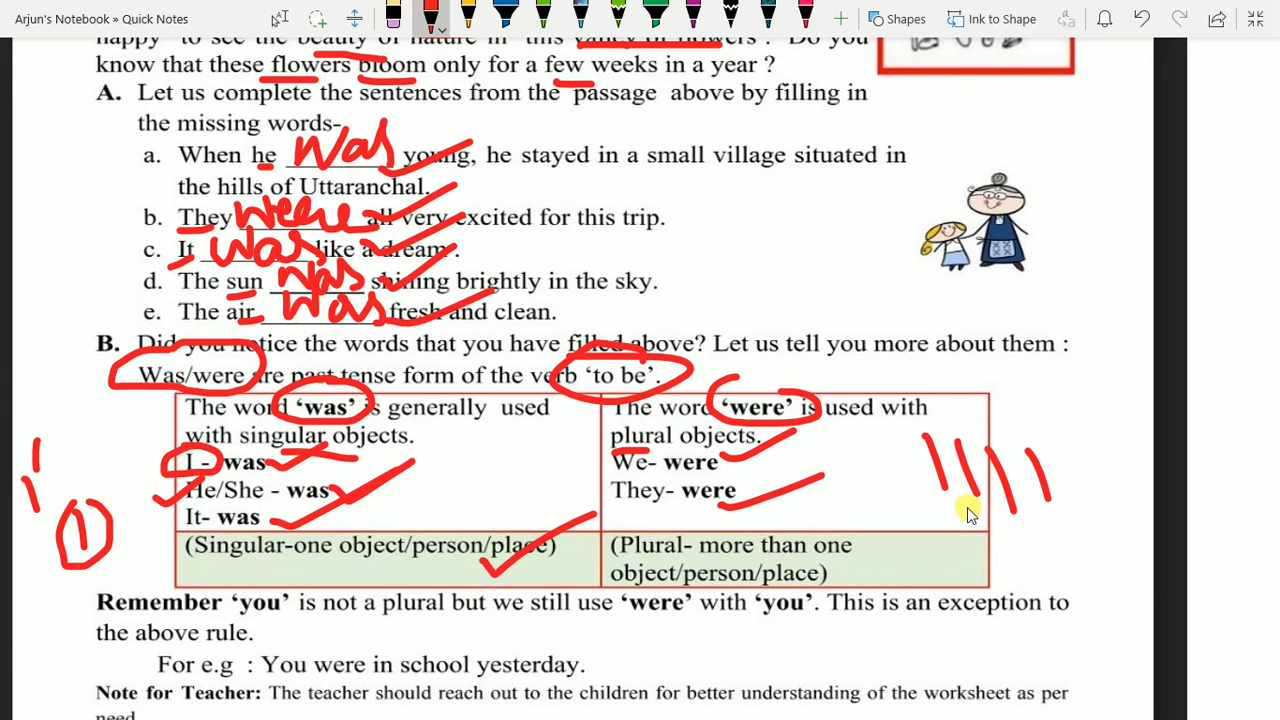 Arjun's Notebook » Quick Notes
Shapes
Ink to Shape
happy to see the beauty of nature in this vally of flowers ? Do you
know that these flowers bloom only for a few weeks in a year ?
A. Let us complete the sentences from the passage above by filling in
the missing words-
a. When he was young, he stayed in a small village situated in
the hills of Uttaranchal.
b. They were all very excited for this trip.
c. It was like a dream .
d. The sun was shining brightly in the sky.
e. The air was fresh and clean.
B. Did you notice the words that you have filled above? Let us tell you more about them :
Was/were are past tense form of the verb ‘to be’.
The word ‘was’ is generally used
with singular objects.
I - was
He/She - was
It- was
(Singular-one object/person/place)
The word ‘were’ is used with
plural objects.
We- were
They- were
(Plural- more than one
object/person/place)
1
Remember ‘you’ is not a plural but we still use ‘were’ with ‘you’. This is an exception to
the above rule.
For e.g : You were in school yesterday.
Note for Teacher: The teacher should reach out to the children for better understanding of the worksheet as per
need